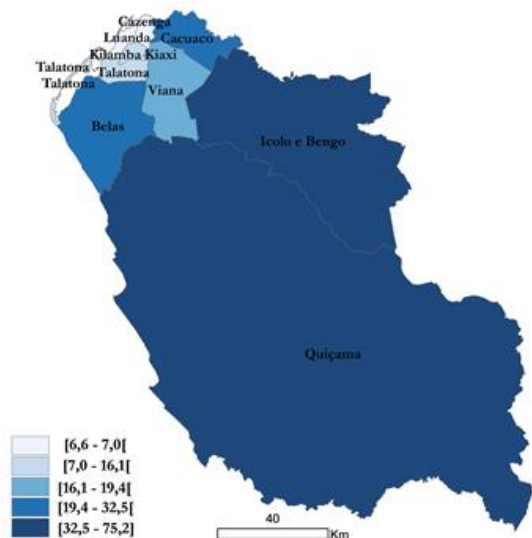 Cazenga
Luanda
Cacuaco
Kilamba Kiaxi
Talatona
Talatona
Talatona
Viana
Belas
Icolo e Bengo
Quiçama
[6,6 - 7,0[
[7,0 - 16,1[
[16,1 - 19,4[
[19,4 - 32,5[
[32,5 - 75,2]
40
Km